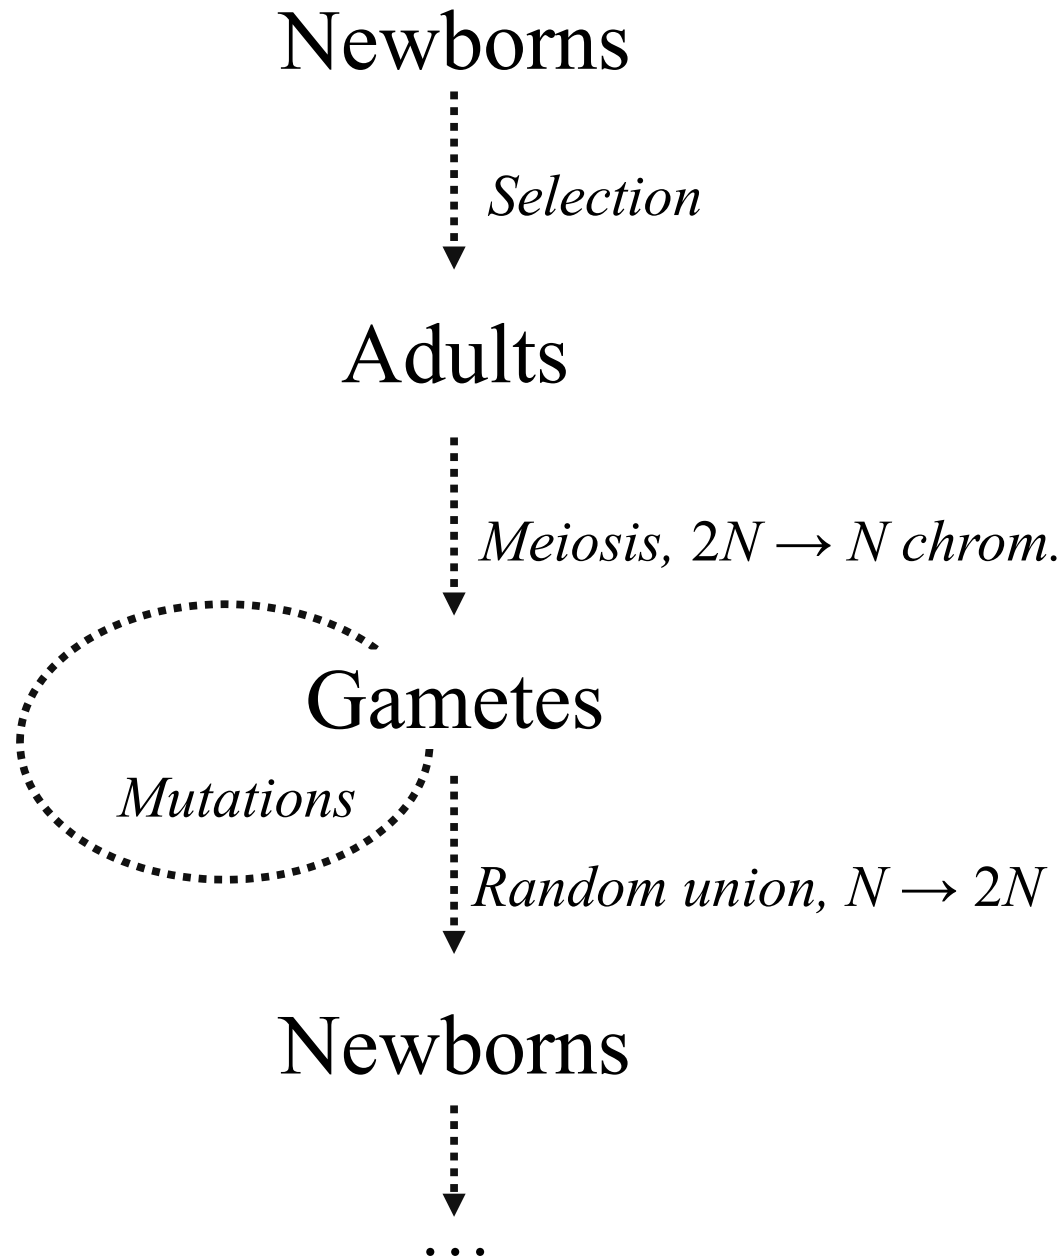 Newborns
Selection
Adults
Meiosis, 2N → N chrom.
Gametes
Mutations
Random union, N → 2N
Newborns
...